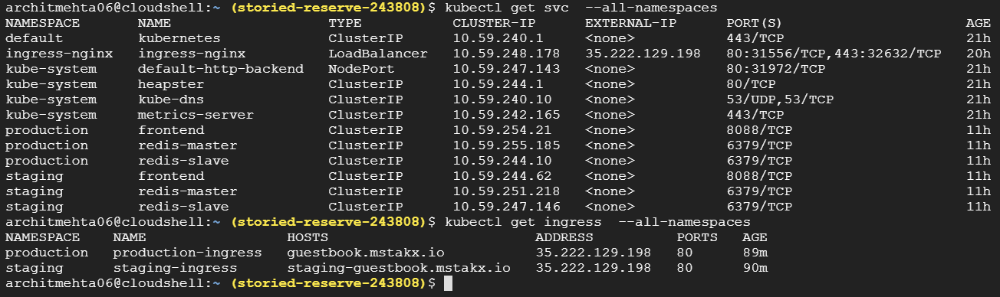 architmehta06@cloudshell:~ (storied-reserve-243808)$ kubectl get svc  --all-namespaces
NAMESPACE       NAME                   TYPE           CLUSTER-IP      EXTERNAL-IP      PORT(S)                      AGE
default         kubernetes             ClusterIP      10.59.240.1     <none>           443/TCP                      21h
ingress-nginx   ingress-nginx          LoadBalancer   10.59.248.178   35.222.129.198   80:31556/TCP,443:32632/TCP   20h
kube-system     default-http-backend   NodePort       10.59.247.143   <none>           80:31972/TCP                 21h
kube-system     heapster               ClusterIP      10.59.244.1     <none>           80/TCP                       21h
kube-system     kube-dns               ClusterIP      10.59.240.10    <none>           53/UDP,53/TCP                21h
kube-system     metrics-server         ClusterIP      10.59.242.165   <none>           443/TCP                      21h
production      frontend               ClusterIP      10.59.254.21    <none>           8088/TCP                     11h
production      redis-master           ClusterIP      10.59.255.185   <none>           6379/TCP                     11h
production      redis-slave            ClusterIP      10.59.244.10    <none>           6379/TCP                     11h
staging         frontend               ClusterIP      10.59.244.62    <none>           8088/TCP                     11h
staging         redis-master           ClusterIP      10.59.251.218   <none>           6379/TCP                     11h
staging         redis-slave            ClusterIP      10.59.247.146   <none>           6379/TCP                     11h
architmehta06@cloudshell:~ (storied-reserve-243808)$ kubectl get ingress  --all-namespaces
NAMESPACE    NAME                 HOSTS                          ADDRESS          PORTS   AGE
production   production-ingress   guestbook.mstakx.io            35.222.129.198   80      89m
staging      staging-ingress      staging-guestbook.mstakx.io    35.222.129.198   80      90m
architmehta06@cloudshell:~ (storied-reserve-243808)$